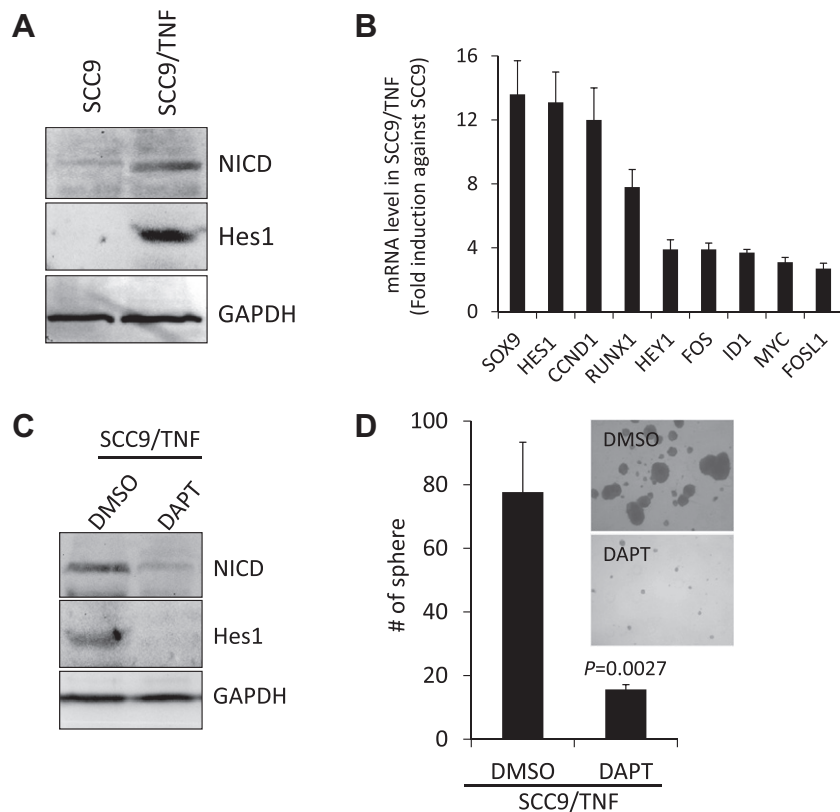 A
SCC9
SCC9/TNF
NICD
Hes1
GAPDH
B
mRNA level in SCC9/TNF
(Fold induction against SCC9)
16
12
8
4
0
SOX9
HES1
CCND1
RUNX1
HEY1
FOS
ID1
MYC
FOSL1
C
SCC9/TNF
DMSO
DAPT
NICD
Hes1
GAPDH
D
# of sphere
100
80
60
40
20
0
DMSO
DAPT
P=0.0027
DMSO
DAPT
SCC9/TNF